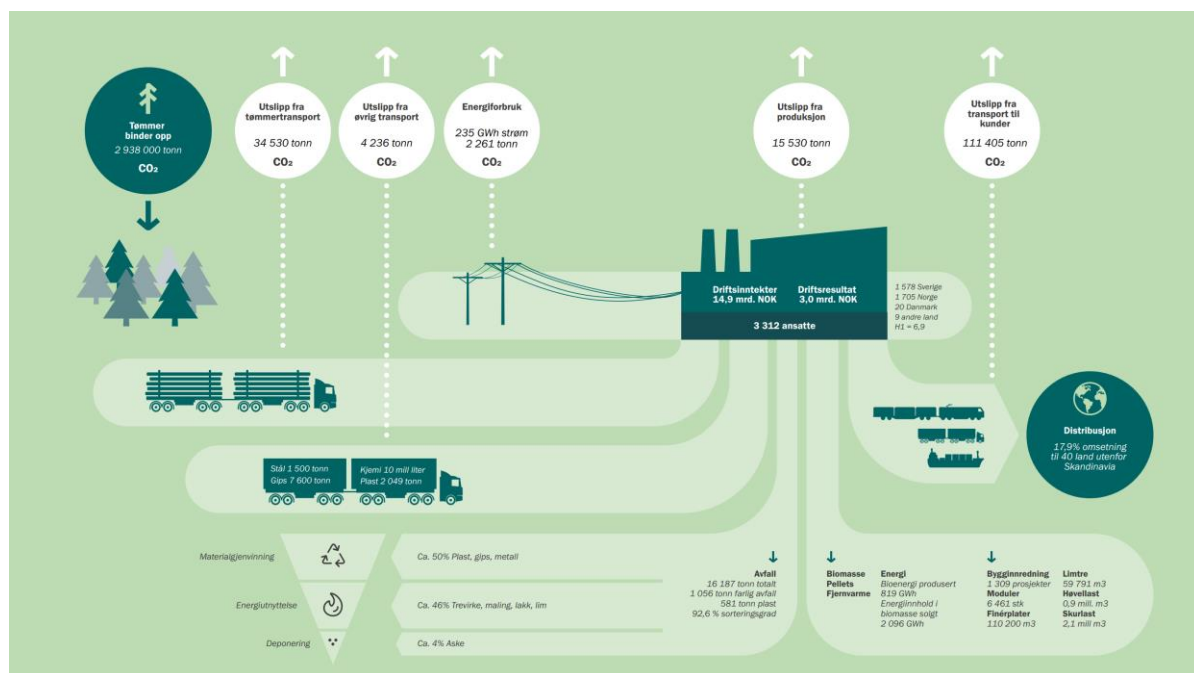 Tømmer
binder opp
2 938 000 tonn
CO₂
Utslipp fra
tømmertransport
34 530 tonn
CO₂
Utslipp fra
øvrig transport
4 236 tonn
CO₂
Energiforbruk
235 GWh strøm
2 261 tonn
CO₂
Utslipp fra
produksjon
15 530 tonn
CO₂
Utslipp fra
transport til
kunder
111 405 tonn
CO₂
Driftsinntekter
14,9 mrd. NOK
Driftsresultat
3,0 mrd. NOK
3 312 ansatte
1 578 Sverige
1 705 Norge
20 Danmark
9 andre land
H1 = 6,9
Distribusjon
17,9% omsetning
til 40 land utenfor
Skandinavia
Stål 1 500 tonn
Gips 7 600 tonn
Kjemi 10 mill liter
Plast 2 049 tonn
Materialgjenvinning
Ca. 50% Plast, gips, metall
Energiutnyttelse
Ca. 46% Trevirke, maling, lakk, lim
Deponering
Ca. 4% Aske
Avfall
16 187 tonn totalt
1 056 tonn farlig avfall
581 tonn plast
92,6 % sorteringsgrad
Biomasse
Pellets
Fjernvarme
Energi
Bioenergi produsert
819 GWh
Energiinnhold i
biomasse solgt
2 096 GWh
Bygginnredning
1 309 prosjekter
Moduler
6 461 stk
Finérplater
110 200 m3
Limtre
59 791 m3
Høvellast
0,9 mill. m3
Skurlast
2,1 mill m3